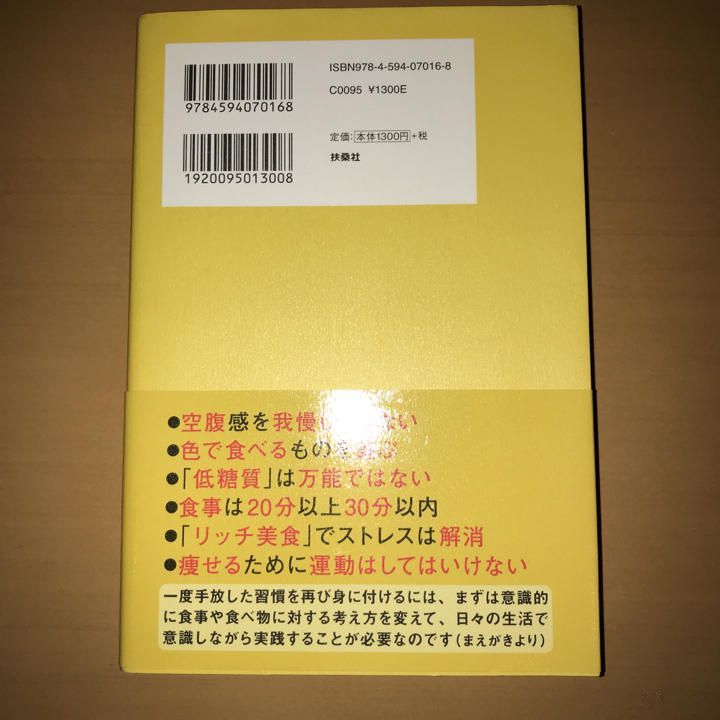 ISBN978-4-594-07016-8
C0095 ¥1300E
9784594070168
定価:本体1300円+税
扶桑社
1920095013008
●空腹感を我慢 ない
●色で食べるもの
●「低糖質」は万能ではない
●食事は20分以上30分以内
●「リッチ美食」でストレスは解消
●痩せるために運動はしてはいけない
一度手放した習慣を再び身に付けるには、まずは意識的
に食事や食べ物に対する考え方を変えて、日々の生活で
意識しながら実践することが必要なのです(まえがきより)